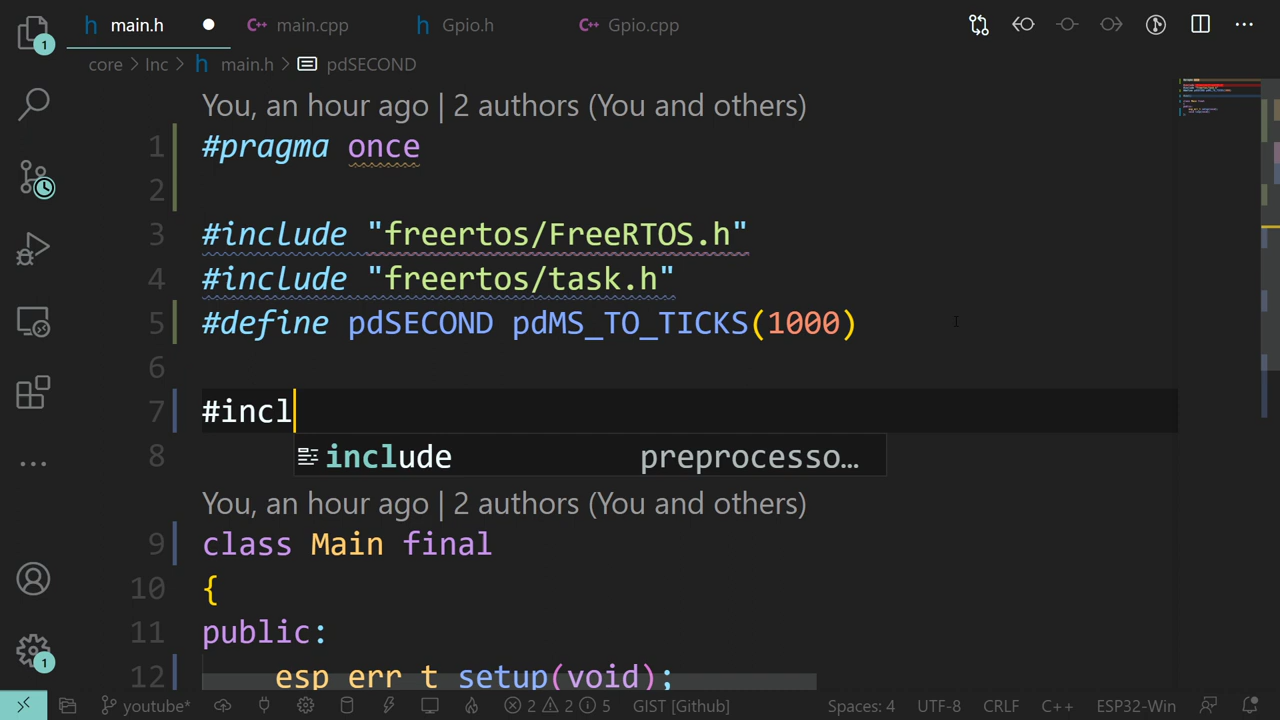 main.h main.cpp Gpio.h Gpio.cpp
core > Inc > main.h > pdSECOND
You, an hour ago | 2 authors (You and others)
1 #pragma once
2
3 #include "freertos/FreeRTOS.h"
4 #include "freertos/task.h"
5 #define pdSECOND pdMS_TO_TICKS(1000)
6
7 #incl
include preprocesso…
8
You, an hour ago | 2 authors (You and others)
9 class Main final
10 {
11 public:
12 esp_err_t setup(void);
youtube* 2 2 5 GIST [Github] Spaces: 4 UTF-8 CRLF C++ ESP32-Win